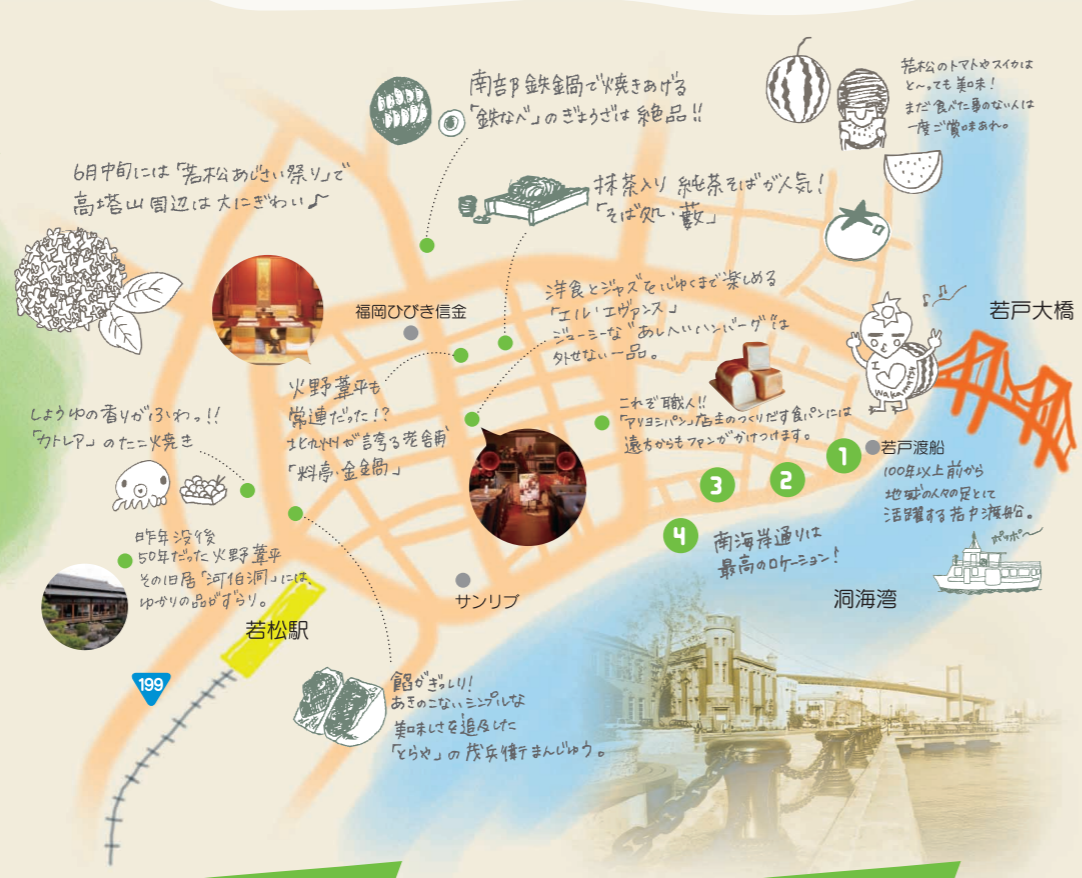 南部鉄鍋で焼きあげる
「鉄なべ」のぎょうざは絶品!!
若松のトマトやスイカは
と〜っても美味!
まだ食べた事のない人は
一度ご賞味あれ。
6月中旬には「若松あじさい祭り」で
高塔山周辺は大にぎわい♪
抹茶入り 純茶そばが人気!
「そば処・藪」
洋食とジャズをじっくまで楽しめる
「エル・エヴァンス」
ジューシーな"あしへいハンバーグ"は
外せない一品。
福岡ひびき信金
若戸大橋
I
Wakamatsu
火野葦平も
常連だった!?
北九州が誇る老舗
「料亭・金鍋」
これぞ職人!!
「アリヨシパン」店主のつくりだす食パンには
遠方からもファンがかけつけます。
しょうゆの香りがふわっ!!
「カトレア」のたこ焼き
1
2
3
4
若戸渡船
100年以上前から
地域の人々の足として
活躍する若戸渡船。
ポッポ〜
南海岸通りは
最高のロケーション!
昨年没後
50年だった火野葦平
その旧居「河伯洞」には
ゆかりの品がずらり。
サンリブ
洞海湾
若松駅
199
餡がぎっしり!
あきのこないシンプルな
美味しさを追及した
「とらや」の茂兵衛まんじゅう。